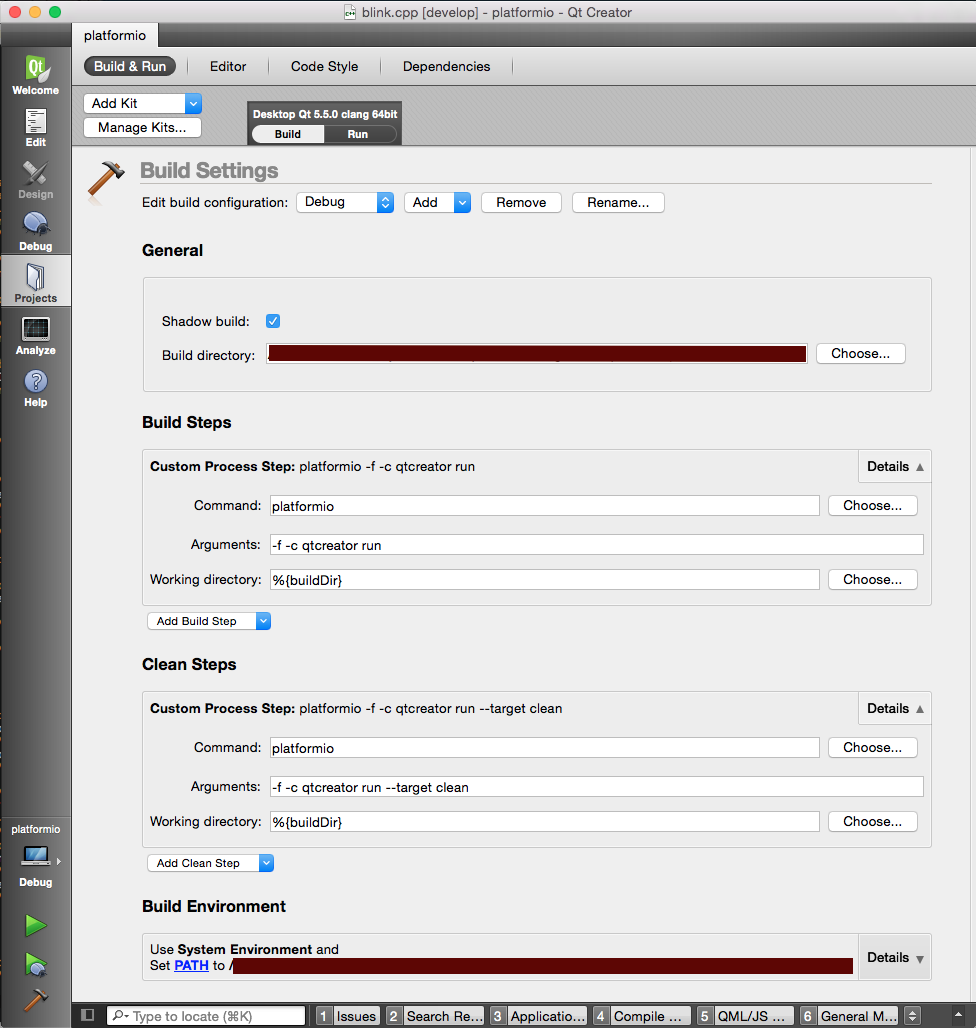 blink.cpp [develop] - platformio - Qt Creator
platformio
Build & Run
Editor
Code Style
Dependencies
Add Kit
Manage Kits...
Desktop Qt 5.5.0 clang 64bit
Build
Run
Qt
Welcome
Edit
Design
Debug
Projects
Analyze
Help
Build Settings
Edit build configuration:
Debug
Add
Remove
Rename...
General
Shadow build:
Build directory:
Choose...
Build Steps
Custom Process Step: platformio -f -c qtcreator run
Details
Command:
platformio
Choose...
Arguments:
-f -c qtcreator run
Working directory:
%{buildDir}
Choose...
Add Build Step
Clean Steps
Custom Process Step: platformio -f -c qtcreator run --target clean
Details
Command:
platformio
Choose...
Arguments:
-f -c qtcreator run --target clean
Working directory:
%{buildDir}
Choose...
Add Clean Step
Build Environment
Use System Environment and
Set PATH to /
Details
platformio
Debug
Type to locate (⌘K)
1 Issues
2 Search Re...
3 Applicatio...
4 Compile ...
5 QML/JS ...
6 General M...